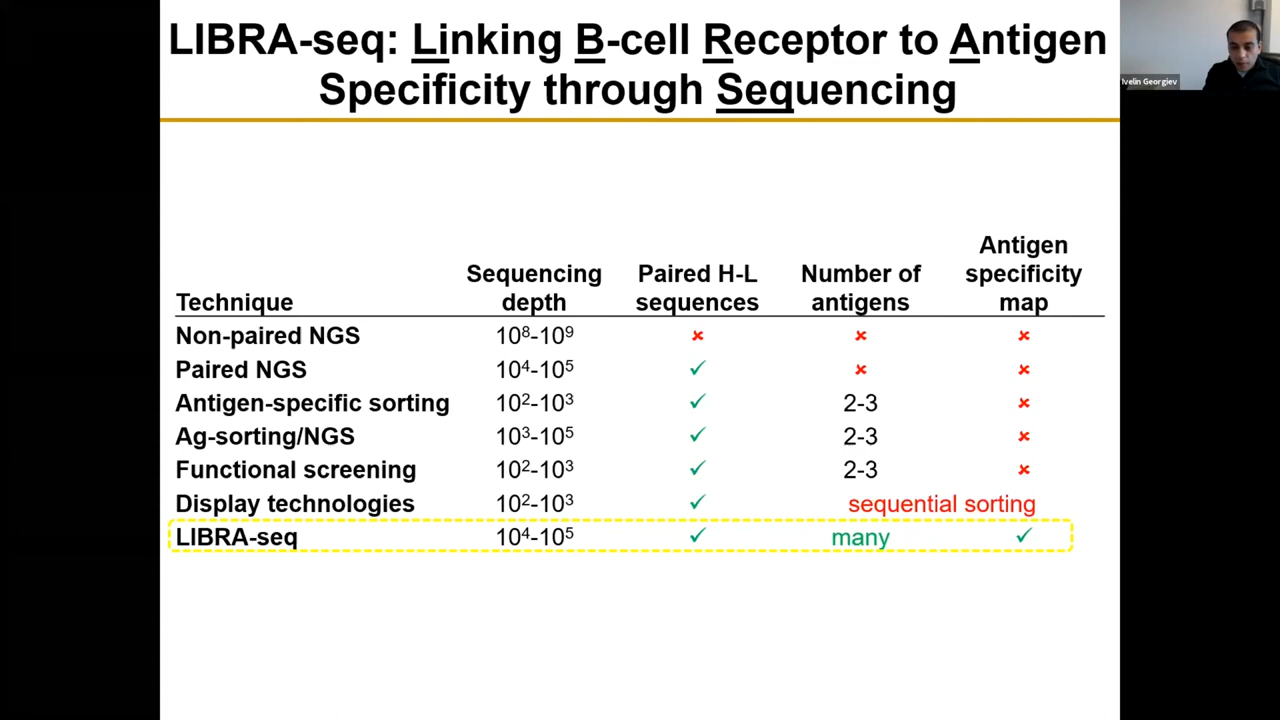 LIBRA-seq: Linking B-cell Receptor to Antigen
Specificity through Sequencing
Ivelin Georgiev
Technique Sequencing depth Paired H-L sequences Number of antigens Antigen specificity map
Non-paired NGS 10⁸-10⁹ × × ×
Paired NGS 10⁴-10⁵ ✓ × ×
Antigen-specific sorting 10²-10³ ✓ 2-3 ×
Ag-sorting/NGS 10³-10⁵ ✓ 2-3 ×
Functional screening 10²-10³ ✓ 2-3 ×
Display technologies 10²-10³ ✓ sequential sorting
LIBRA-seq 10⁴-10⁵ ✓ many ✓